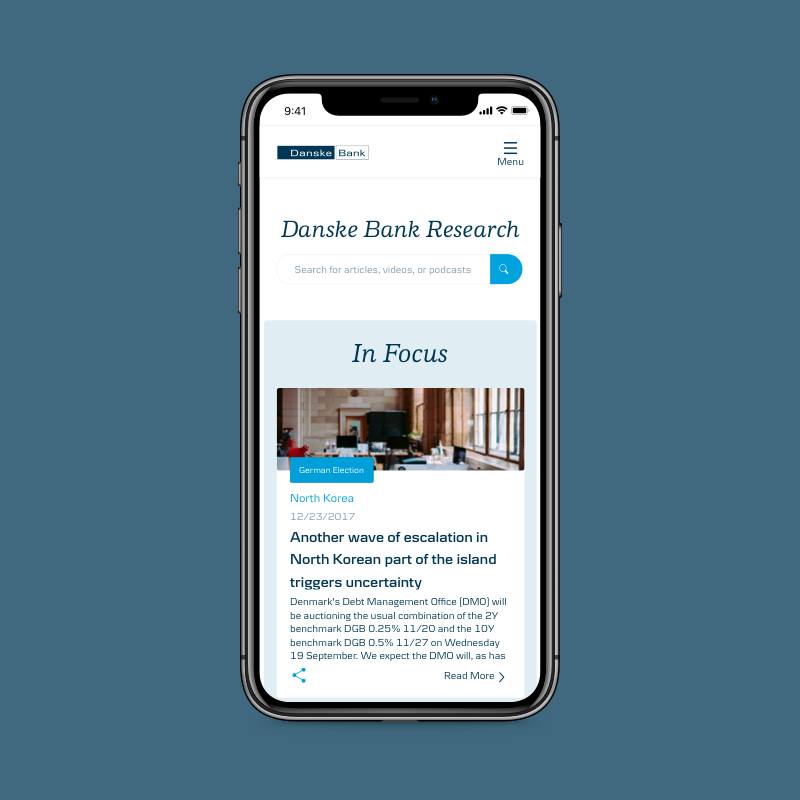 9:41
Danske Bank
Menu
Danske Bank Research
Search for articles, videos, or podcasts
In Focus
German Election
North Korea
12/23/2017
Another wave of escalation in
North Korean part of the island
triggers uncertainty
Denmark's Debt Management Office (DMO) will
be auctioning the usual combination of the 2Y
benchmark DGB 0.25% 11/20 and the 10Y
benchmark DGB 0.5% 11/27 on Wednesday
19 September. We expect the DMO will, as has
Read More